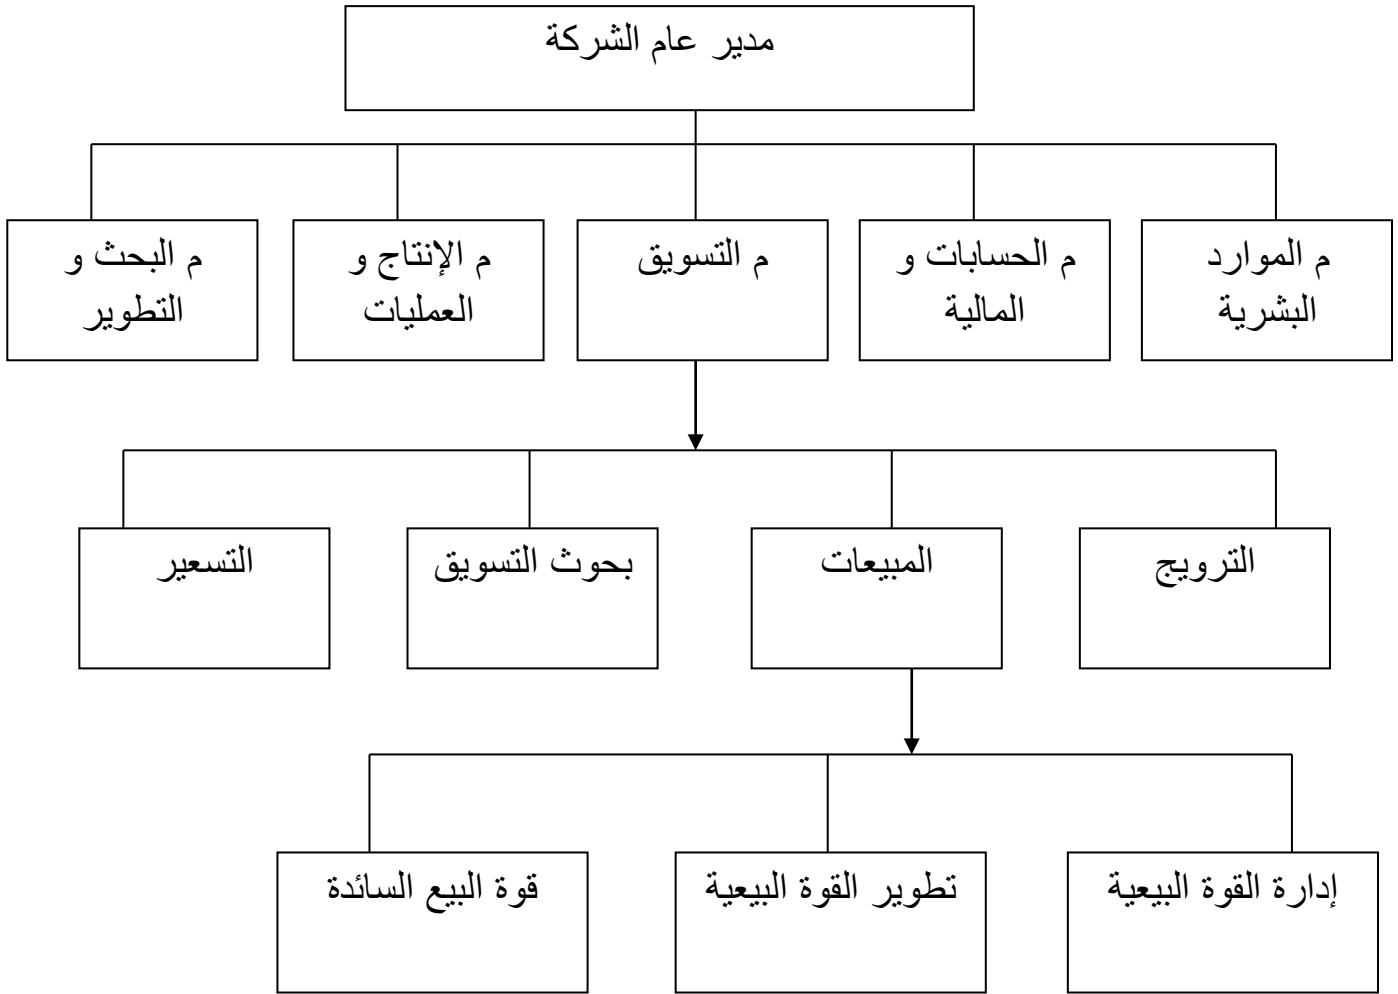 مدير عام الشركة
م الموارد
البشرية
م الحسابات و
المالية
م التسويق
م الإنتاج و
العمليات
م البحث و
التطوير
الترويج
المبيعات
بحوث التسويق
التسعير
إدارة القوة البيعية
تطوير القوة البيعية
قوة البيع السائدة